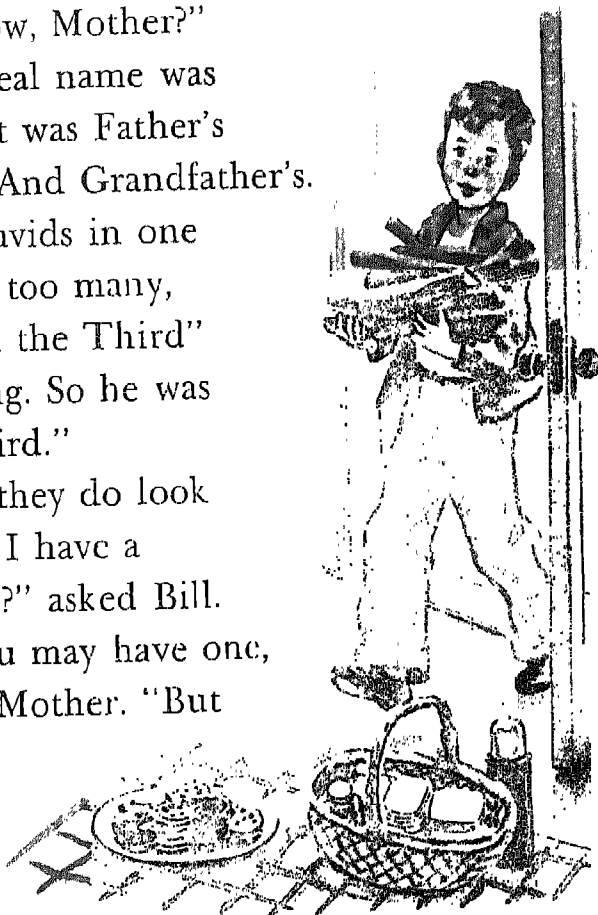 ow, Mother?”
eal name was
t was Father’s
And Grandfather’s.
avids in one
too many,
the Third”
g. So he was
ird.”
they do look
I have a
?” asked Bill.
u may have one,
Mother. “But